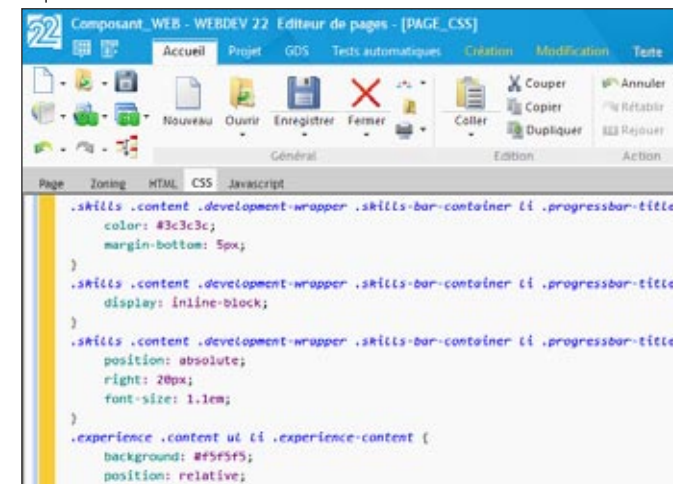 22 Composant_WEB - WEBDEV 22 Editeur de pages - [PAGE_CSS]
Accueil Projet GDS Tests automatiques Création Modification Texte
Nouveau Ouvrir Enregistrer Fermer Coller Couper Copier Dupliquer Annuler Rétablir Rejouer
Général Edition Action
Page Zoning HTML CSS Javascript
.skills .content .development-wrapper .skills-bar-container li .progressbar-title
color: #3c3c3c;
margin-bottom: 5px;
}
.skills .content .development-wrapper .skills-bar-container li .progressbar-title
display: inline-block;
}
.skills .content .development-wrapper .skills-bar-container li .progressbar-title
position: absolute;
right: 20px;
font-size: 1.1em;
}
.experience .content ul li .experience-content {
background: #f5f5f5;
position: relative;